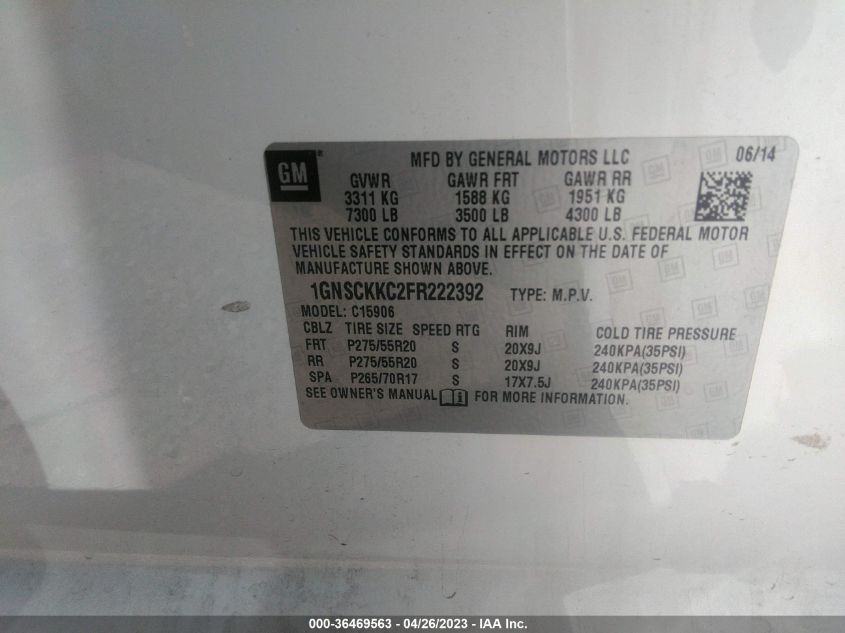 GM
MFD BY GENERAL MOTORS LLC 06/14
GVWR GAWR FRT GAWR RR
3311 KG 1588 KG 1951 KG
7300 LB 3500 LB 4300 LB
THIS VEHICLE CONFORMS TO ALL APPLICABLE U.S. FEDERAL MOTOR
VEHICLE SAFETY STANDARDS IN EFFECT ON THE DATE OF
MANUFACTURE SHOWN ABOVE.
1GNSCKKC2FR222392 TYPE: M.P.V.
MODEL: C15906
CBLZ TIRE SIZE SPEED RTG RIM COLD TIRE PRESSURE
FRT P275/55R20 S 20X9J 240KPA(35PSI)
RR P275/55R20 S 20X9J 240KPA(35PSI)
SPA P265/70R17 S 17X7.5J 240KPA(35PSI)
SEE OWNER'S MANUAL FOR MORE INFORMATION.
000-36469563 - 04/26/2023 - IAA Inc.